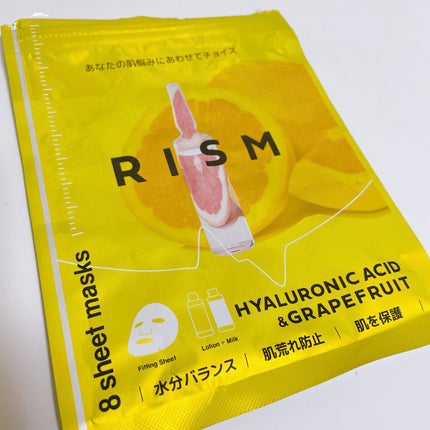 あなたの肌悩みにあわせてチョイス
RISM
8 sheet masks
HYALURONIC ACID
&GRAPEFRUIT
Fitting Sheet
Lotion + Milk
水分バランス | 肌荒れ防止 | 肌を保護